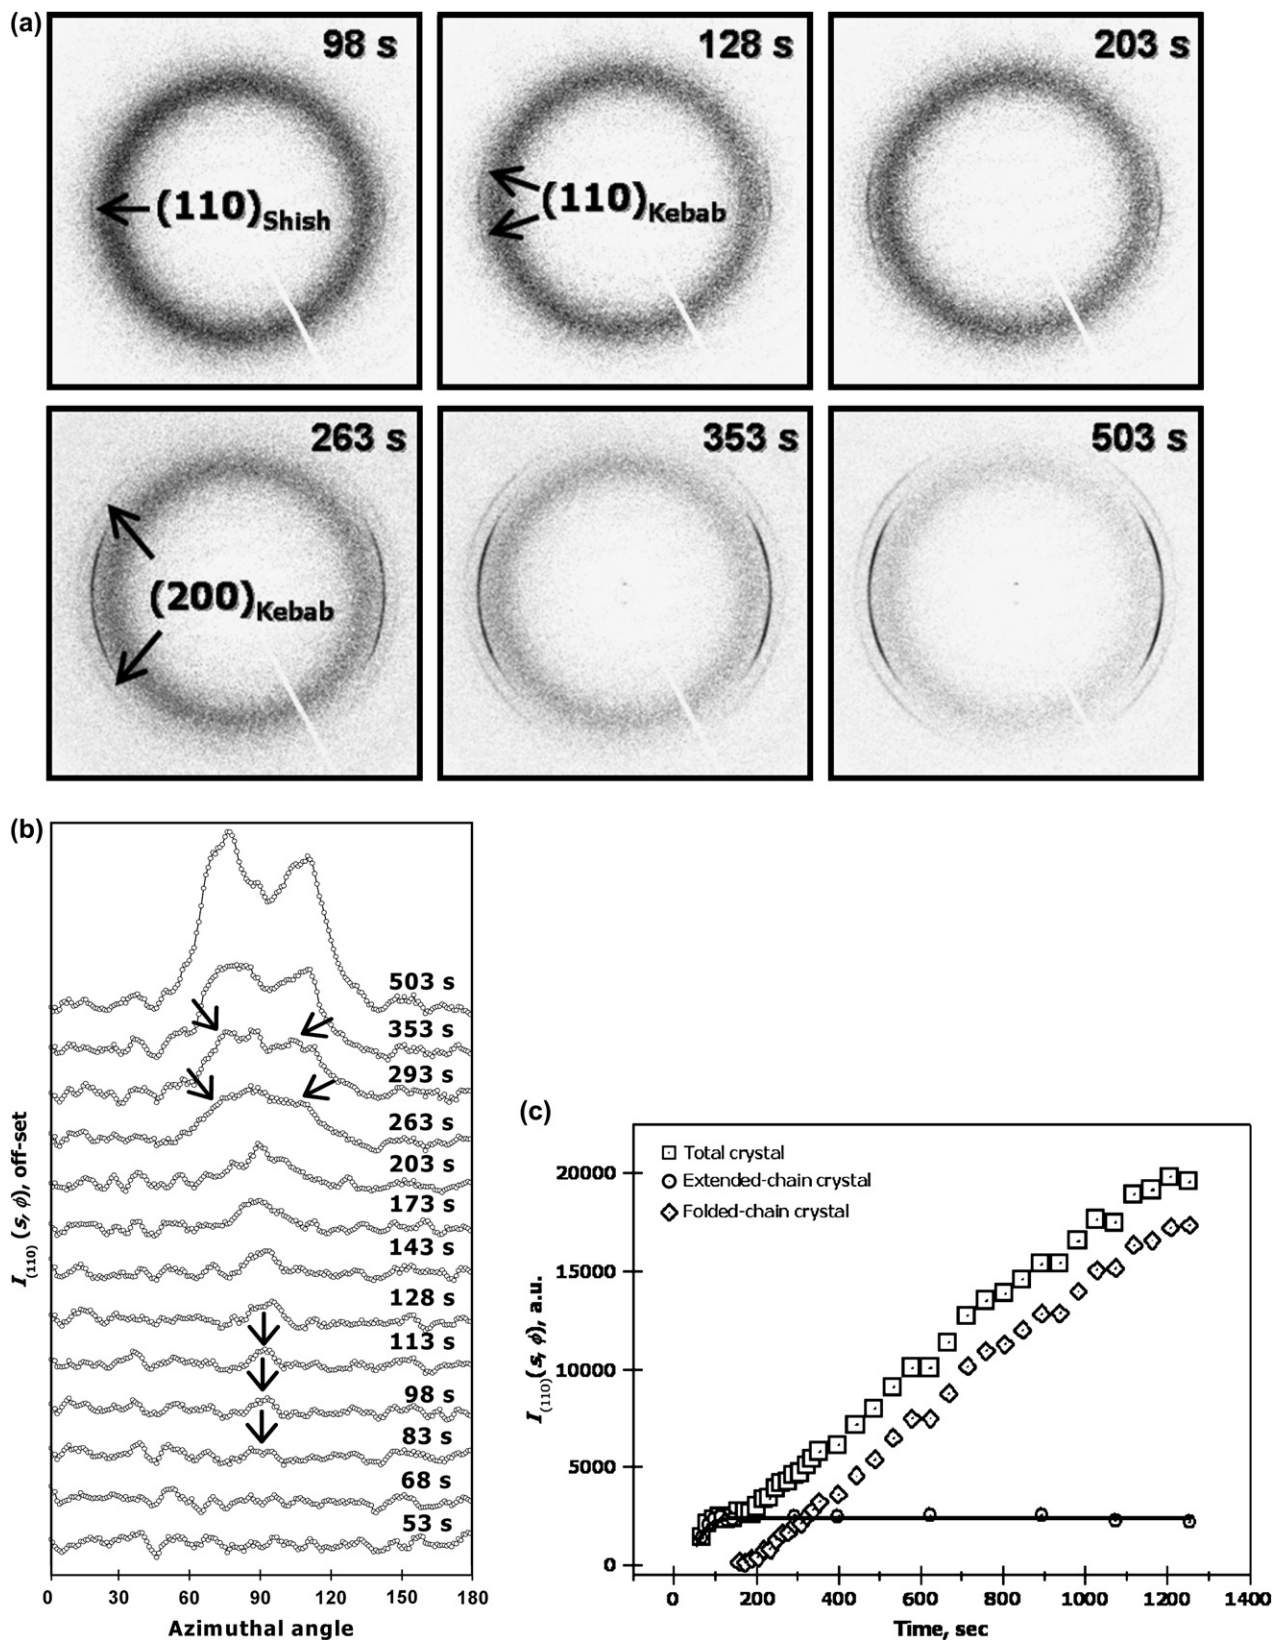 (a)
98 s
128 s
203 s
(110)Shish
(110)Kebab
263 s
353 s
503 s
(200)Kebab
(b)
503 s
353 s
293 s
263 s
203 s
173 s
143 s
128 s
113 s
98 s
83 s
68 s
53 s
I(110) (s, ϕ), off-set
0 30 60 90 120 150 180
Azimuthal angle
(c)
Total crystal
Extended-chain crystal
Folded-chain crystal
20000
15000
10000
5000
0
I(110)(s, ϕ), a.u.
0 200 400 600 800 1000 1200 1400
Time, sec